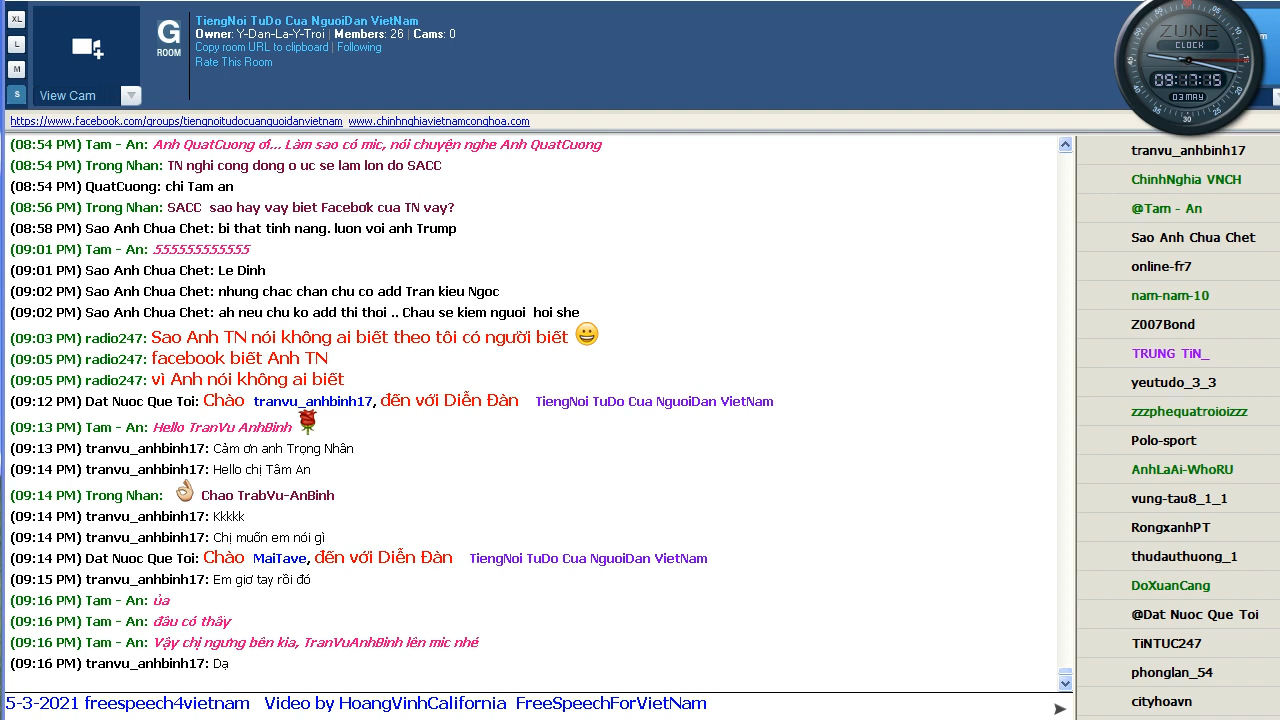 XL
L
M
S
View Cam
G
ROOM
TiengNoi TuDo Cua NguoiDan VietNam
Owner: Y-Dan-La-Y-Troi | Members: 26 | Cams: 0
Copy room URL to clipboard | Following
Rate This Room
ZUNE
CLOCK
09:17:15
03 MAY
https://www.facebook.com/groups/tiengnoitudocuanguoidanvietnam www.chinhnghiavietnamconghoa.com
(08:54 PM) Tam - An: Anh QuatCuong ơi... Làm sao có mic, nói chuyện nghe Anh QuatCuong
(08:54 PM) Trong Nhan: TN nghi cong dong o uc se lam lon do SACC
(08:54 PM) QuatCuong: chi Tam an
(08:56 PM) Trong Nhan: SACC sao hay vay biet Facebok cua TN vay?
(08:58 PM) Sao Anh Chua Chet: bi that tinh nang. luon voi anh Trump
(09:01 PM) Tam - An: 555555555555
(09:01 PM) Sao Anh Chua Chet: Le Dinh
(09:02 PM) Sao Anh Chua Chet: nhung chac chan chu co add Tran kieu Ngoc
(09:02 PM) Sao Anh Chua Chet: ah neu chu ko add thi thoi .. Chau se kiem nguoi hoi she
(09:03 PM) radio247: Sao Anh TN nói không ai biết theo tôi có người biết
(09:05 PM) radio247: facebook biết Anh TN
(09:05 PM) radio247: vì Anh nói không ai biết
(09:12 PM) Dat Nuoc Que Toi: Chào tranvu_anhbinh17, đến với Diễn Đàn TiengNoi TuDo Cua NguoiDan VietNam
(09:13 PM) Tam - An: Hello TranVu AnhBinh
(09:13 PM) tranvu_anhbinh17: Cảm ơn anh Trọng Nhân
(09:14 PM) tranvu_anhbinh17: Hello chị Tâm An
(09:14 PM) Trong Nhan: Chao TrabVu-AnBinh
(09:14 PM) tranvu_anhbinh17: Kkkkk
(09:14 PM) tranvu_anhbinh17: Chị muốn em nói gì
(09:14 PM) Dat Nuoc Que Toi: Chào MaiTave, đến với Diễn Đàn TiengNoi TuDo Cua NguoiDan VietNam
(09:15 PM) tranvu_anhbinh17: Em giơ tay rồi đó
(09:16 PM) Tam - An: ủa
(09:16 PM) Tam - An: đâu có thấy
(09:16 PM) Tam - An: Vậy chị ngưng bên kia, TranVuAnhBinh lên mic nhé
(09:16 PM) tranvu_anhbinh17: Dạ
5-3-2021 freespeech4vietnam Video by HoangVinhCalifornia FreeSpeechForVietNam
tranvu_anhbinh17
ChinhNghia VNCH
@Tam - An
Sao Anh Chua Chet
online-fr7
nam-nam-10
Z007Bond
TRUNG TiN_
yeutudo_3_3
zzzphequatroioizzz
Polo-sport
AnhLaAi-WhoRU
vung-tau8_1_1
RongxanhPT
thudauthuong_1
DoXuanCang
@Dat Nuoc Que Toi
TiNTUC247
phonglan_54
cityhoavn